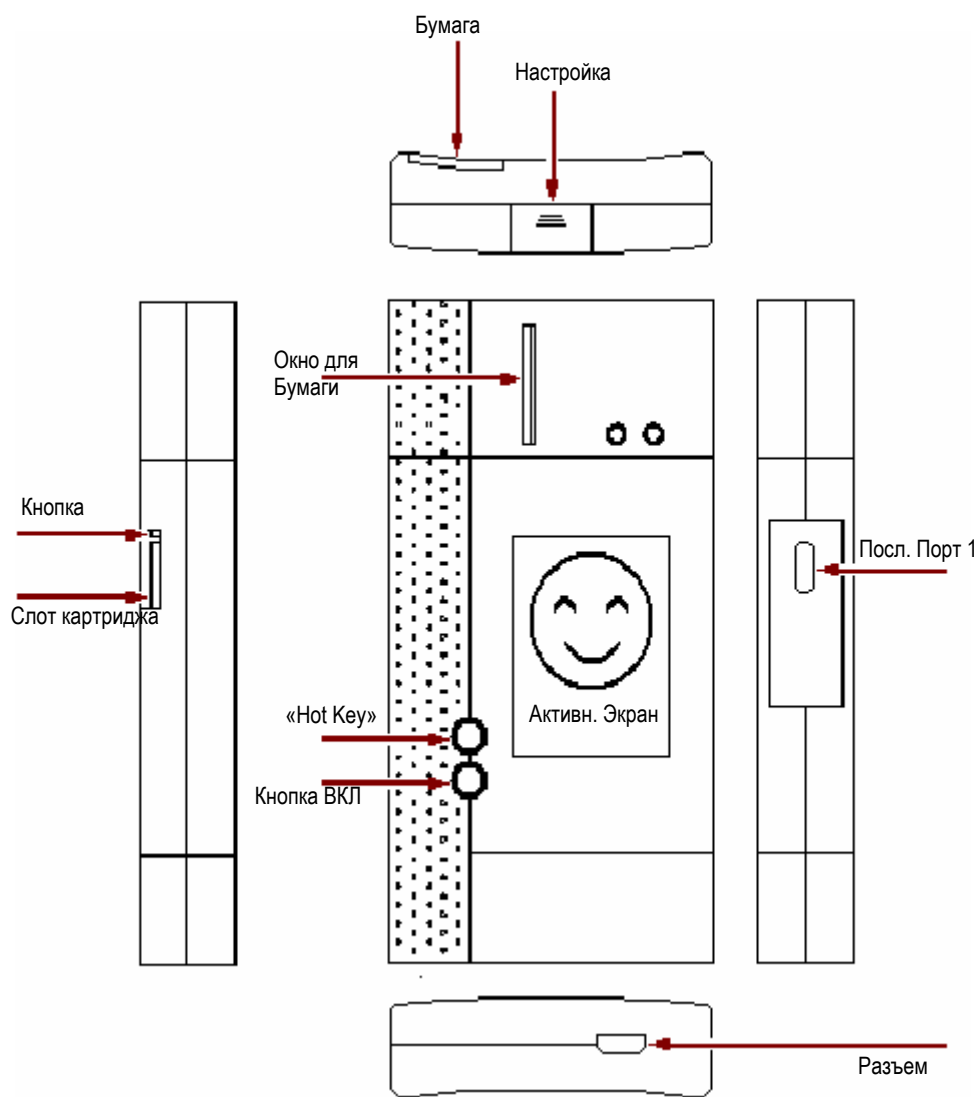 Бумага
Настройка
Окно для
Бумаги
Кнопка
Слот картриджа
Посл. Порт 1
«Hot Key»
Активн. Экран
Кнопка ВКЛ
Разъем